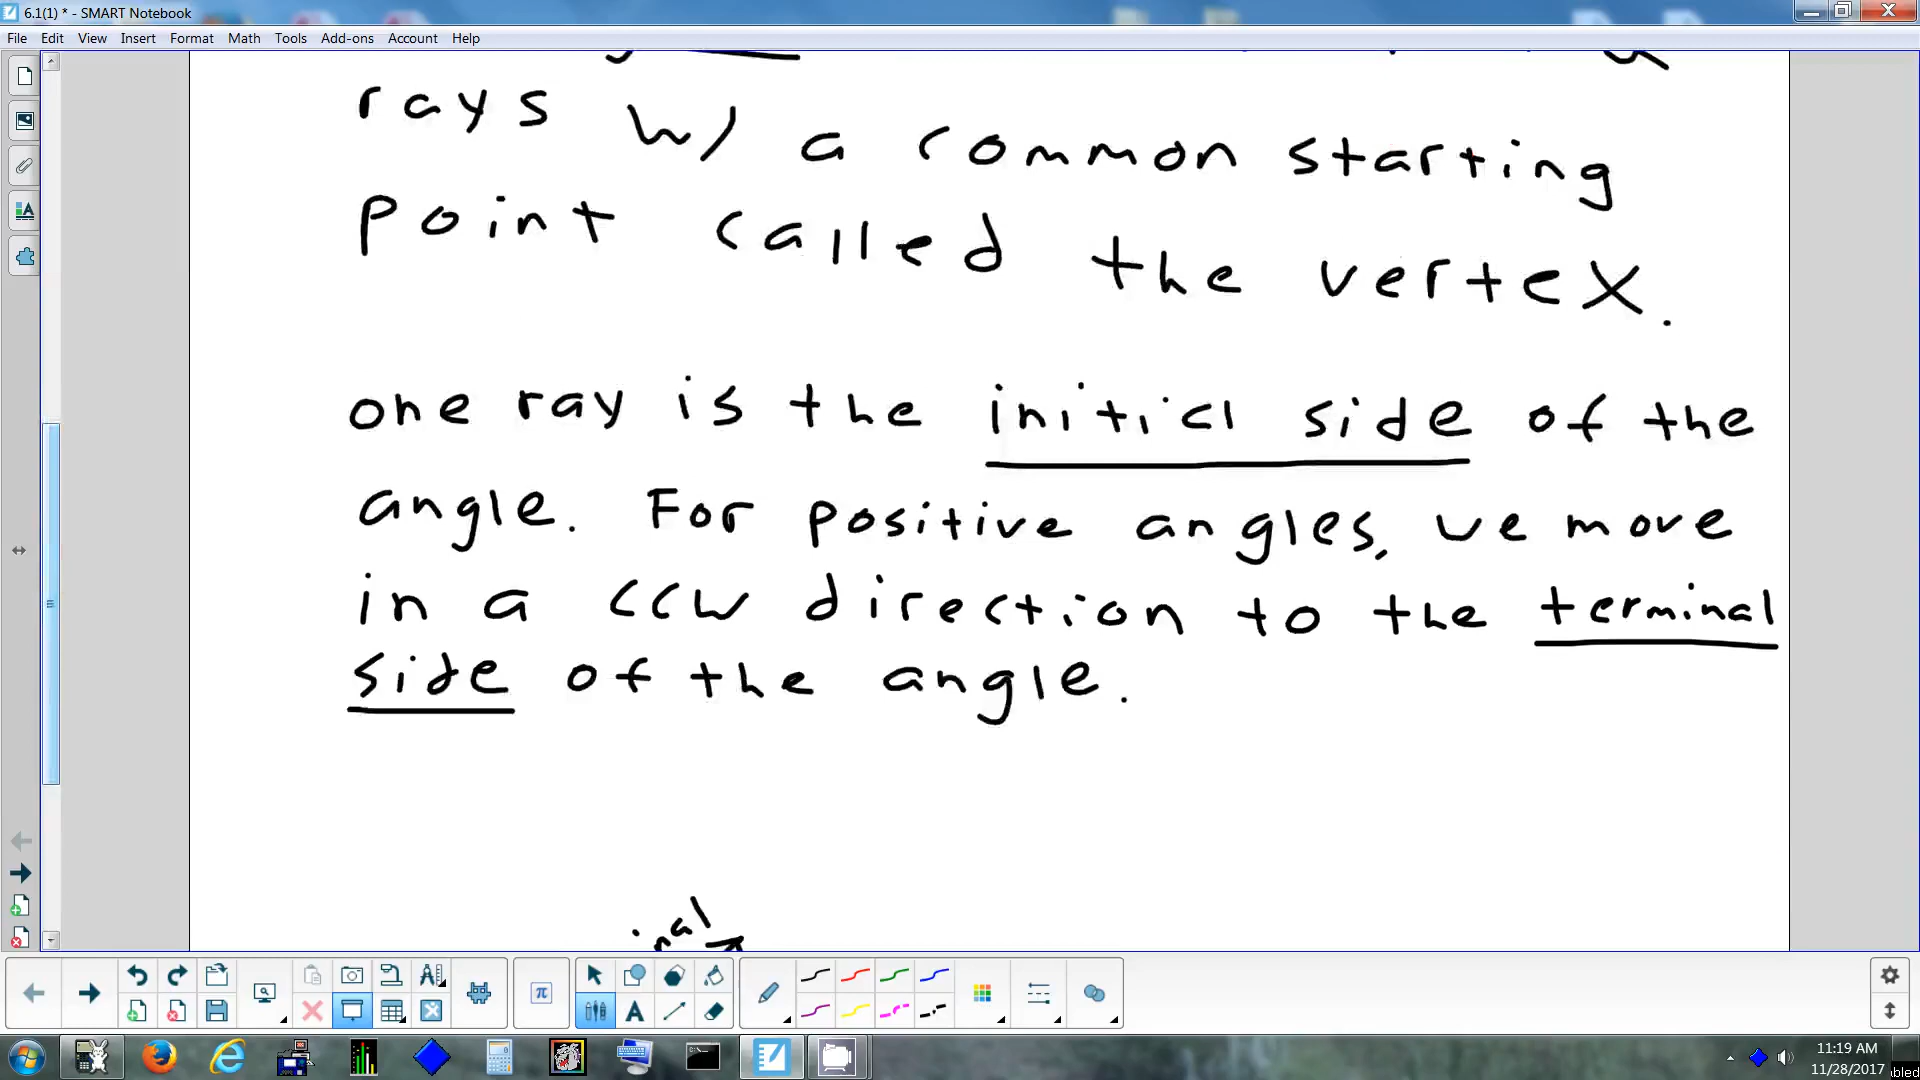 6.1(1) * - SMART Notebook
File Edit View Insert Format Math Tools Add-ons Account Help
rays w/ a common starting
point called the vertex.
one ray is the initial side of the
angle. For positive angles, we move
in a CCW direction to the terminal
side of the angle.
inal
π
A
11:19 AM
11/28/2017
bled